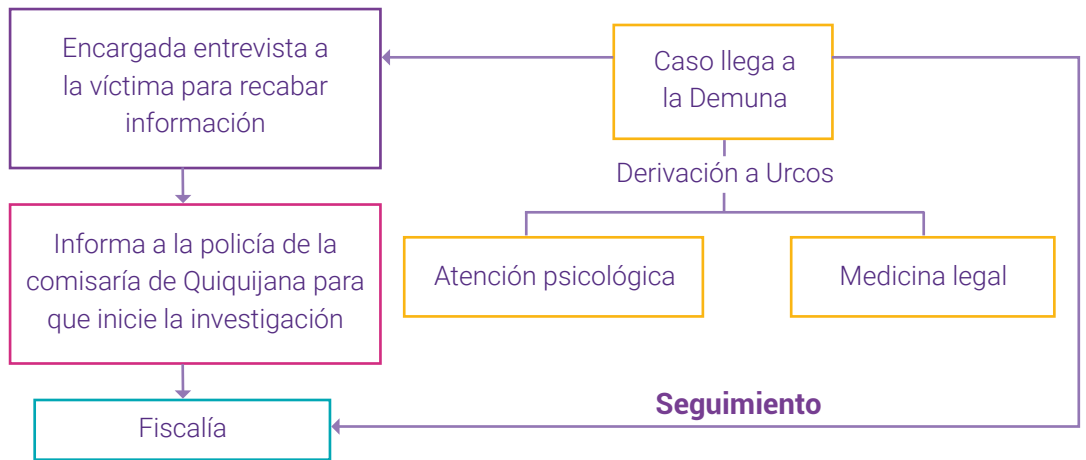 Encargada entrevista a
la víctima para recabar
información
Caso llega a
la Demuna
Derivación a Urcos
Informa a la policía de la
comisaría de Quiquijana para
que inicie la investigación
Atención psicológica
Medicina legal
Seguimiento
Fiscalía